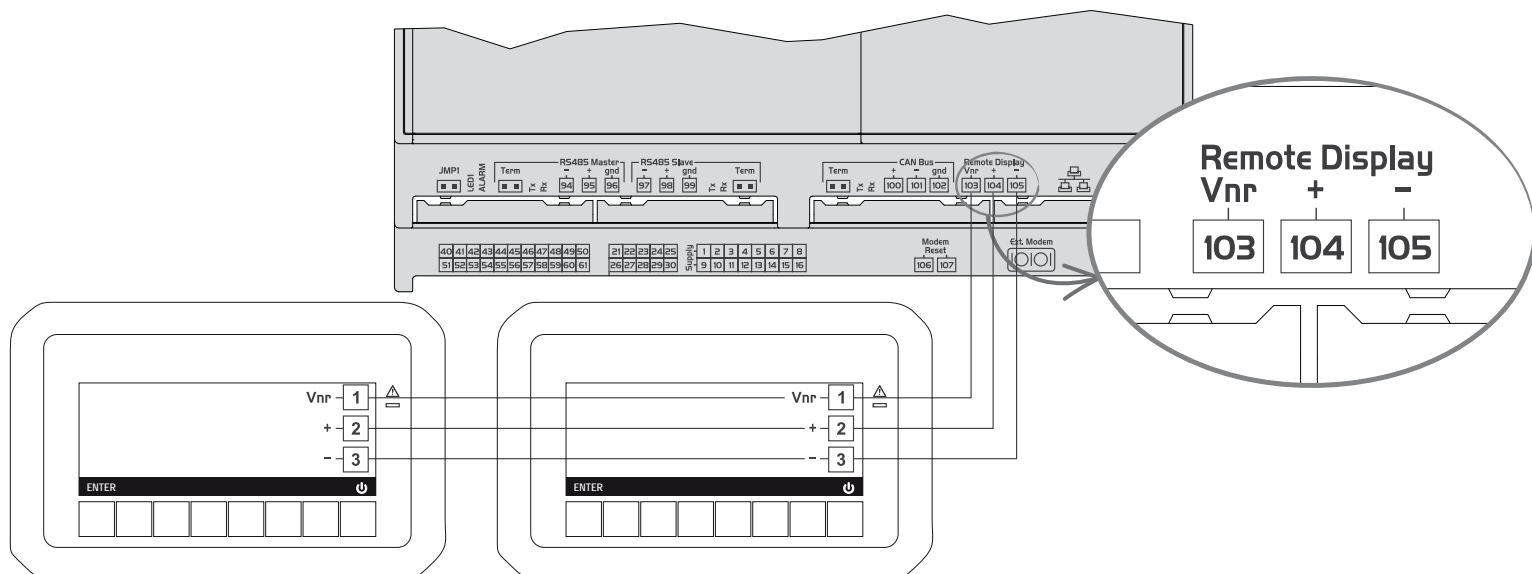 RS485 Master RS485 Slave CAN Bus Remote Display
JMP1 LED1 ALARM Term Tx Rx - + gnd - + gnd Tx Rx Term Term Tx Rx + - gnd Vnr + -
94 95 96 97 98 99 100 101 102 103 104 105
Remote Display
Vnr + -
103 104 105
40 41 42 43 44 45 46 47 48 49 50 21 22 23 24 25 Supply 1 2 3 4 5 6 7 8
51 52 53 54 55 56 57 58 59 60 61 26 27 28 29 30 9 10 11 12 13 14 15 16
Modem
Reset
106 107
Ext. Modem
IOIOI
Vnr 1
+ 2
- 3
ENTER
Vnr 1
+ 2
- 3
ENTER